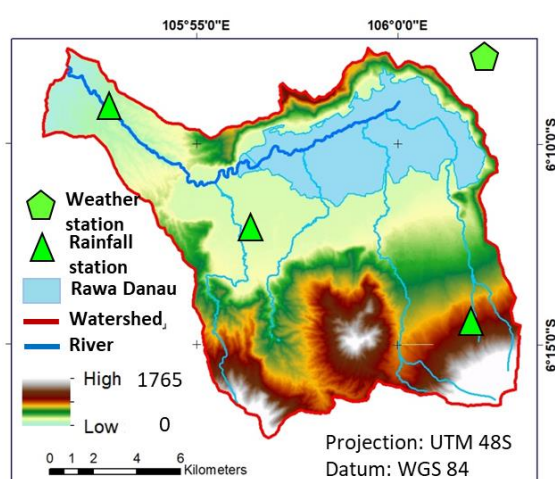 105°55'E
106°0'0"E
6°10'0"S
6°15'0"S
Weather
station
Rainfall
station
Rawa Danau
Watershed
River
High 1765
Low 0
0 1 2 4 6
Kilometers
Projection: UTM 48S
Datum: WGS 84